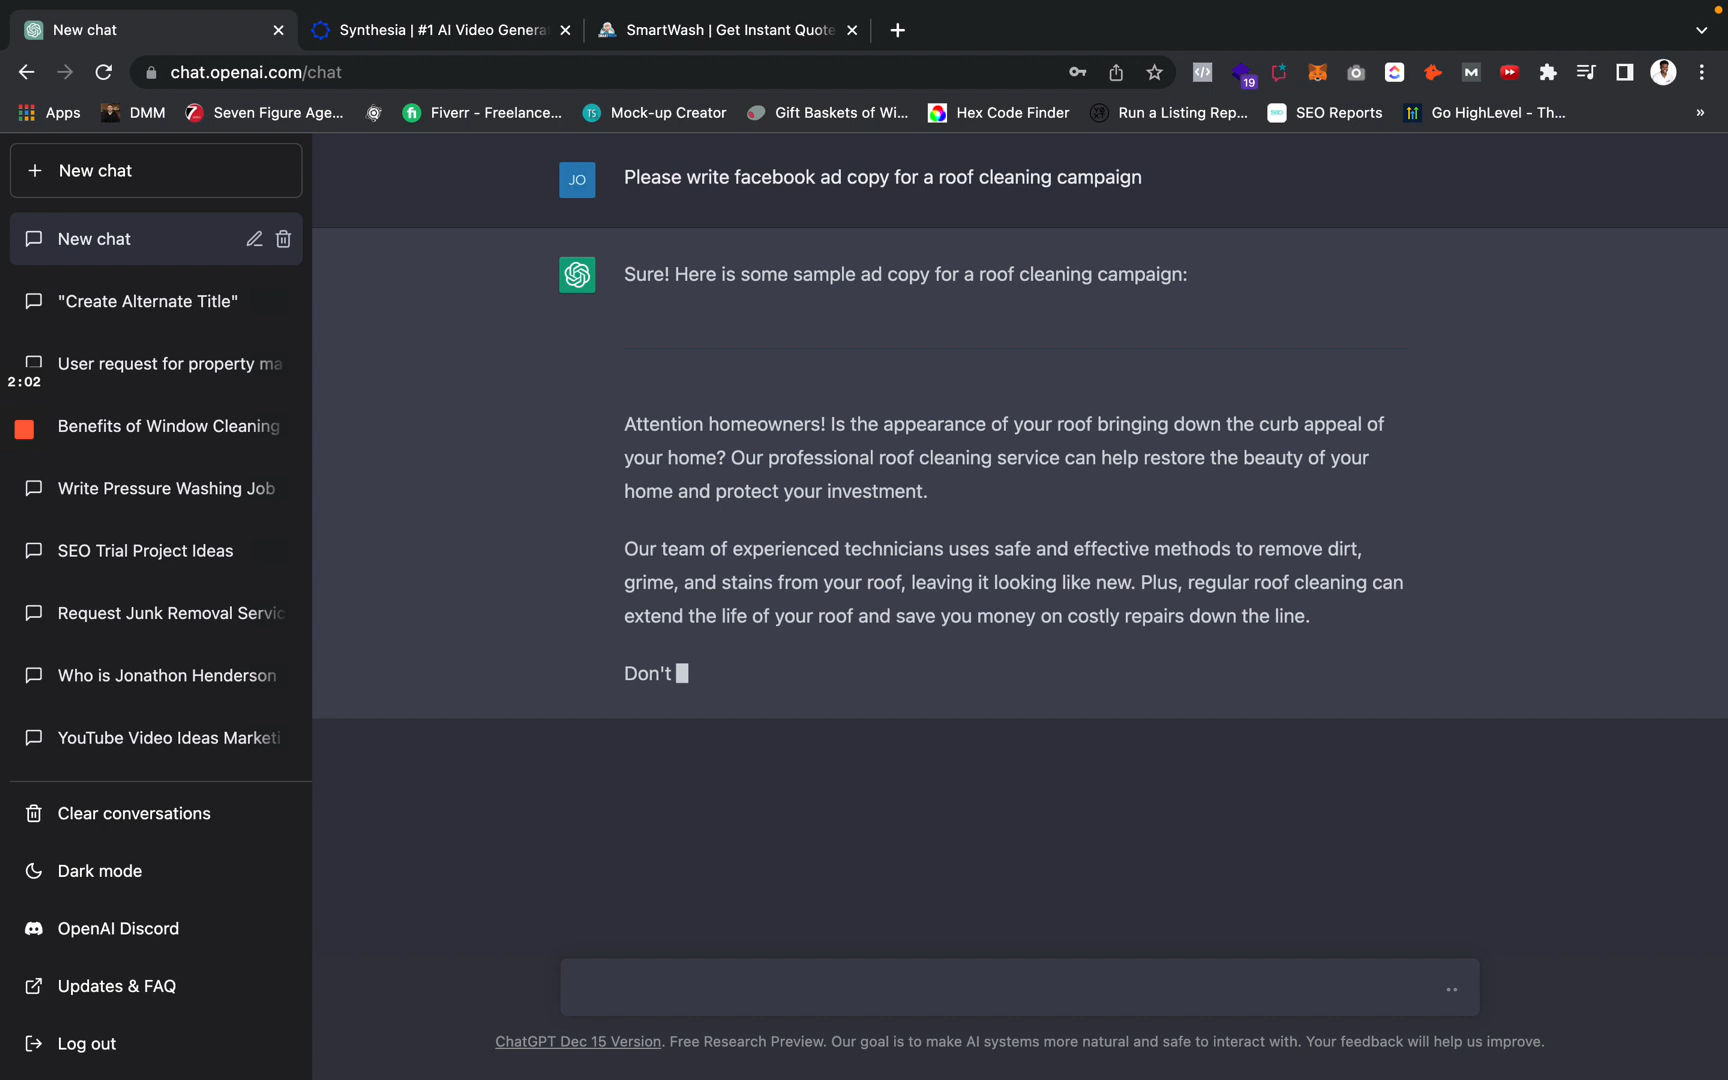 New chat
Synthesia | #1 AI Video Genera
SmartWash | Get Instant Quote
chat.openai.com/chat
19
Apps
DMM
Seven Figure Age...
Fiverr - Freelance...
TS
Mock-up Creator
Gift Baskets of Wi...
Hex Code Finder
Run a Listing Rep...
SEO Reports
Go HighLevel - Th...
»
New chat
New chat
"Create Alternate Title"
User request for property ma
2:02
Benefits of Window Cleaning
Write Pressure Washing Job
SEO Trial Project Ideas
Request Junk Removal Servic
Who is Jonathon Henderson
YouTube Video Ideas Marketi
Clear conversations
Dark mode
OpenAI Discord
Updates & FAQ
Log out
JO
Please write facebook ad copy for a roof cleaning campaign
Sure! Here is some sample ad copy for a roof cleaning campaign:
Attention homeowners! Is the appearance of your roof bringing down the curb appeal of
your home? Our professional roof cleaning service can help restore the beauty of your
home and protect your investment.
Our team of experienced technicians uses safe and effective methods to remove dirt,
grime, and stains from your roof, leaving it looking like new. Plus, regular roof cleaning can
extend the life of your roof and save you money on costly repairs down the line.
Don't
ChatGPT Dec 15 Version. Free Research Preview. Our goal is to make AI systems more natural and safe to interact with. Your feedback will help us improve.